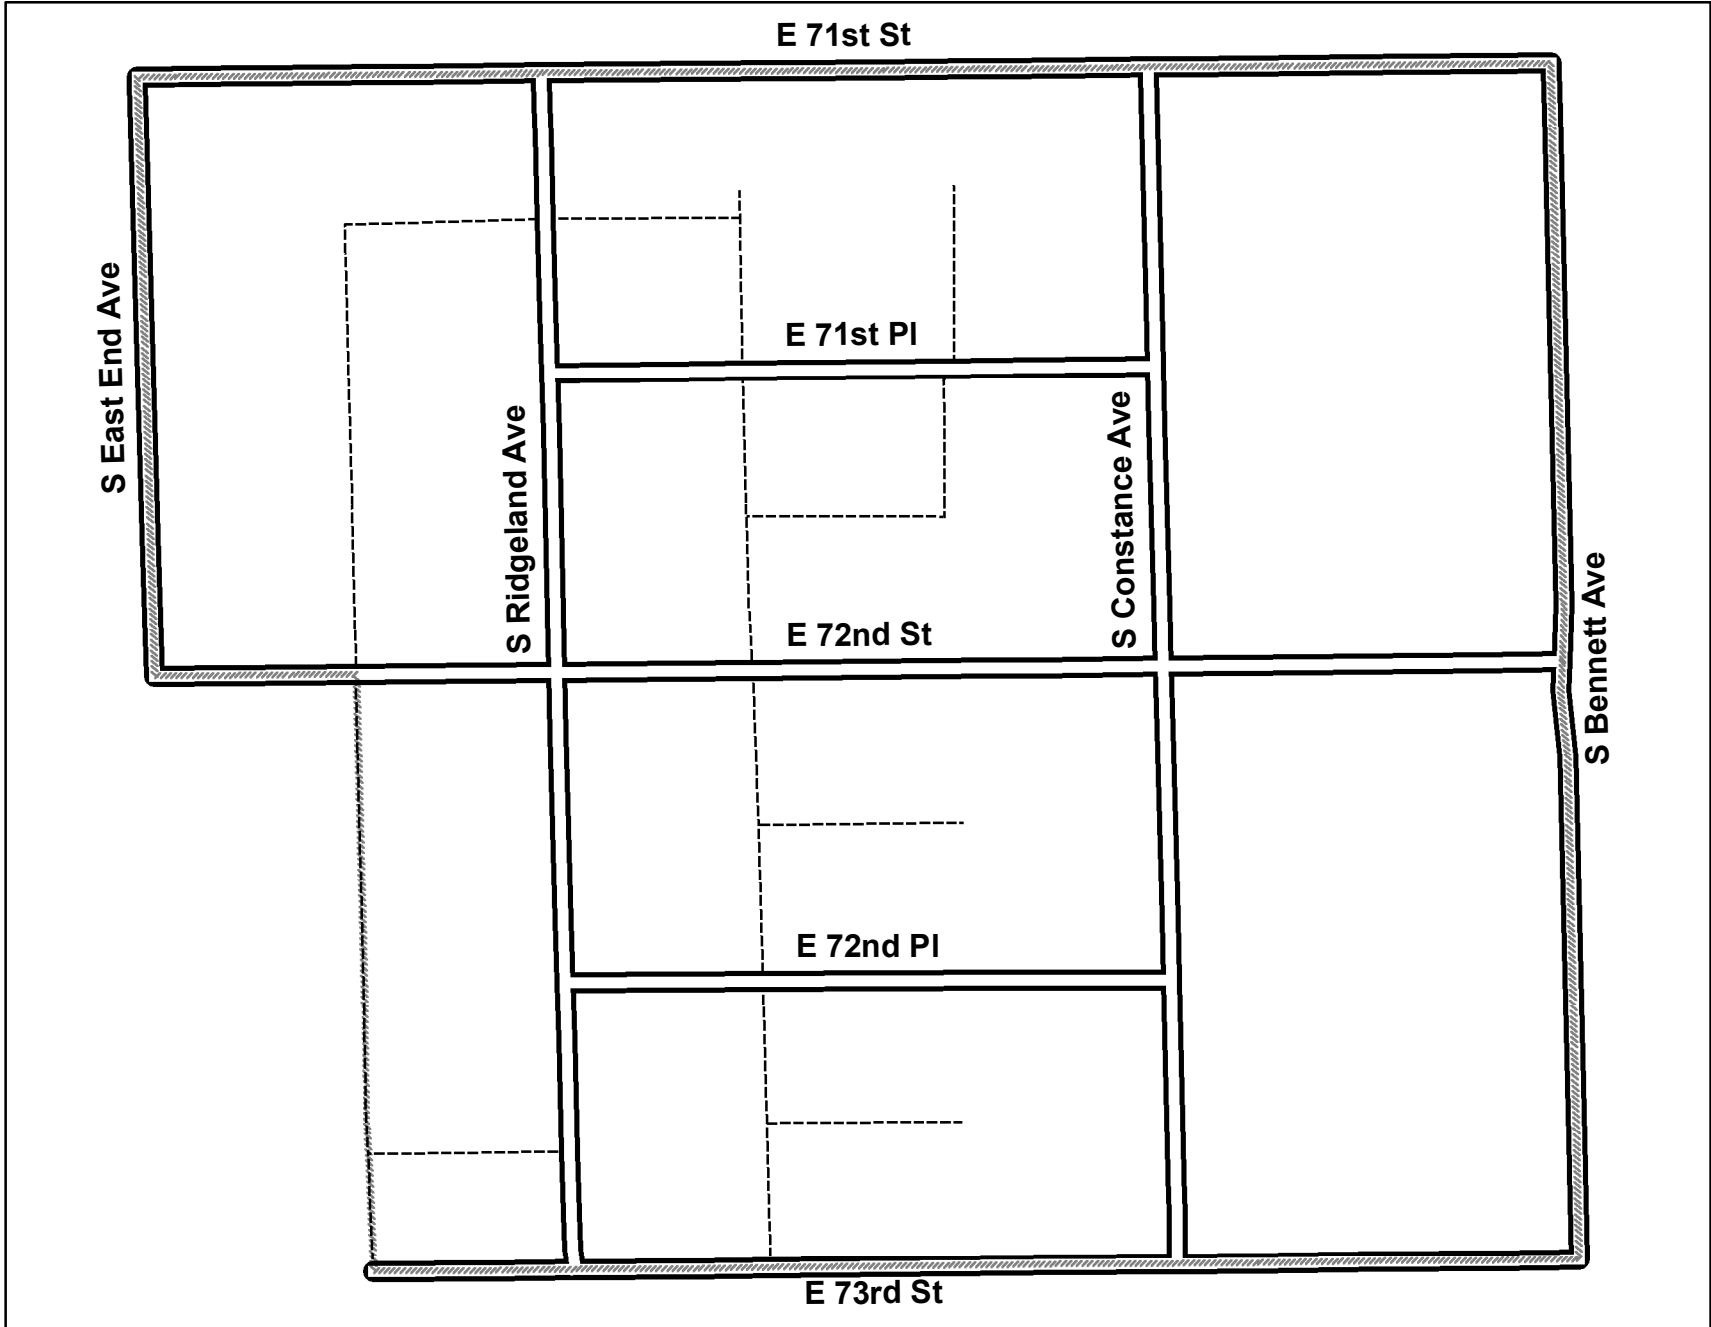 E 71st St
S East End Ave
E 71st Pl
S Ridgeland Ave
S Constance Ave
E 72nd St
S Bennett Ave
E 72nd Pl
E 73rd St